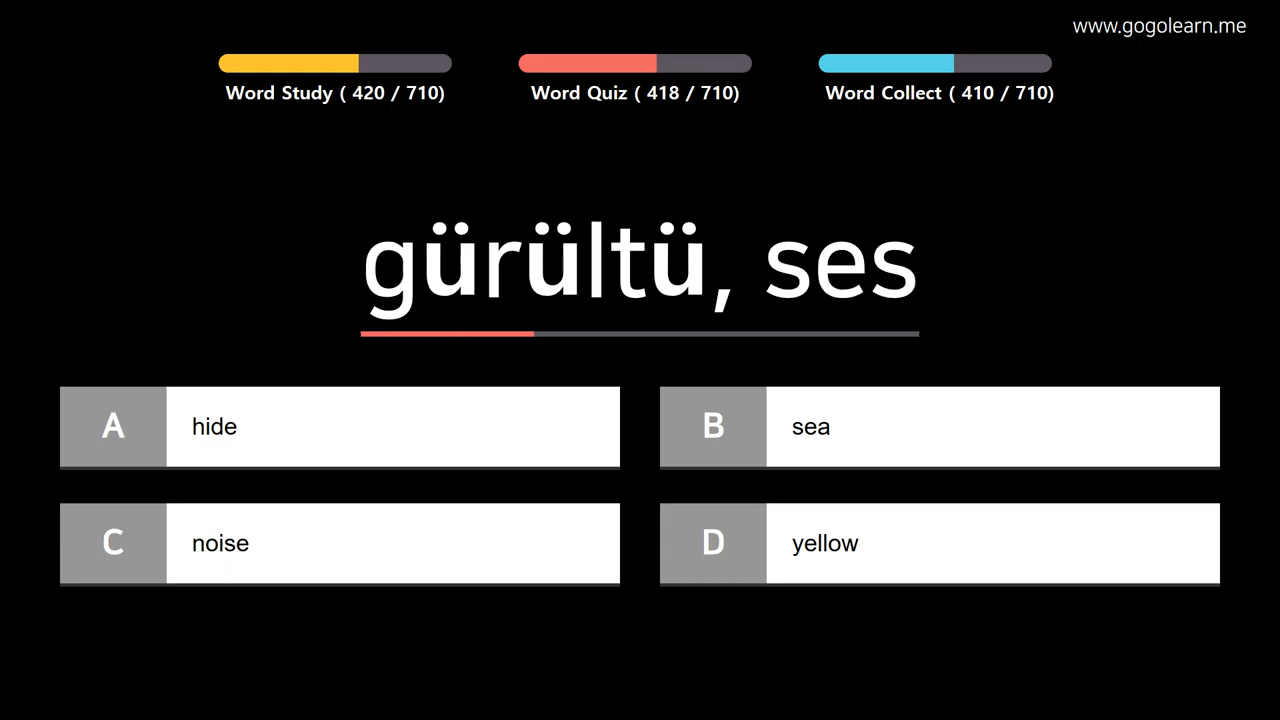 www.gogolearn.me
Word Study ( 420 / 710)
Word Quiz ( 418 / 710)
Word Collect ( 410 / 710)
gürültü, ses
A hide
B sea
C noise
D yellow